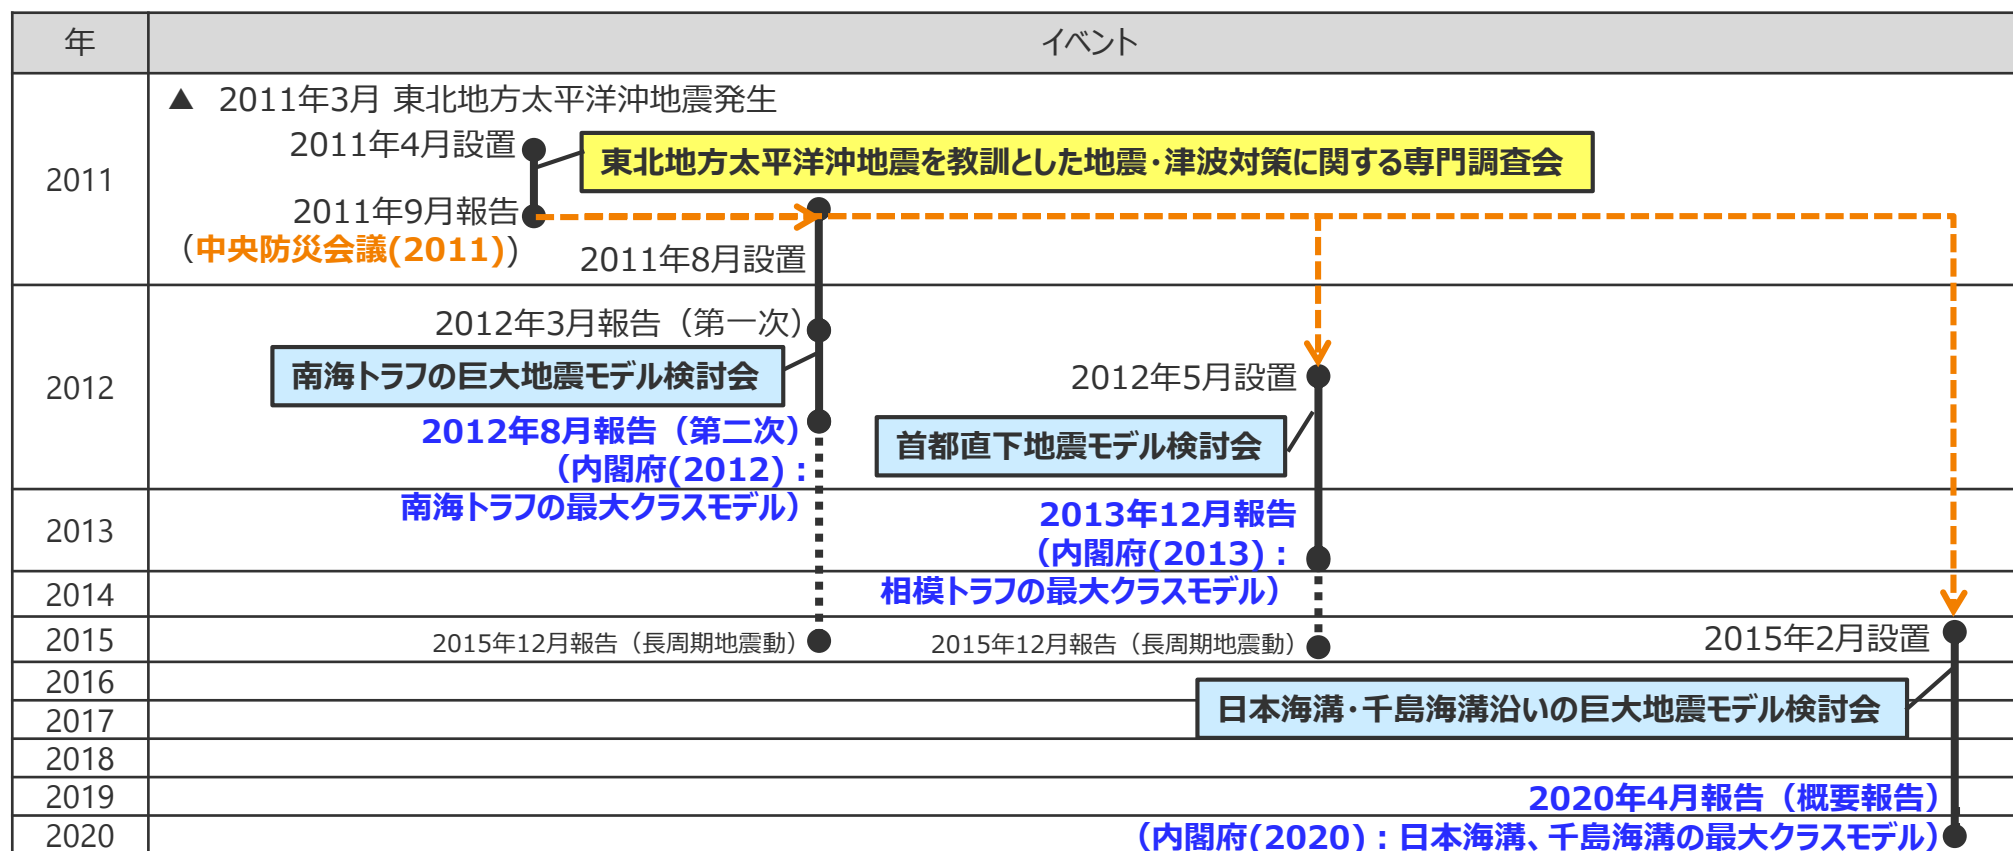 年
イベント
2011
▲ 2011年3月 東北地方太平洋沖地震発生
2011年4月設置
東北地方太平洋沖地震を教訓とした地震・津波対策に関する専門調査会
2011年9月報告
（中央防災会議(2011)）
2011年8月設置
2012
2012年3月報告（第一次）
南海トラフの巨大地震モデル検討会
2012年5月設置
2012年8月報告（第二次）
（内閣府(2012)：
南海トラフの最大クラスモデル）
首都直下地震モデル検討会
2013
2013年12月報告
（内閣府(2013)：
相模トラフの最大クラスモデル）
2014
2015
2015年12月報告（長周期地震動）
2015年12月報告（長周期地震動）
2015年2月設置
2016
2017
日本海溝・千島海溝沿いの巨大地震モデル検討会
2018
2019
2020年4月報告（概要報告）
2020
（内閣府(2020)：日本海溝、千島海溝の最大クラスモデル）